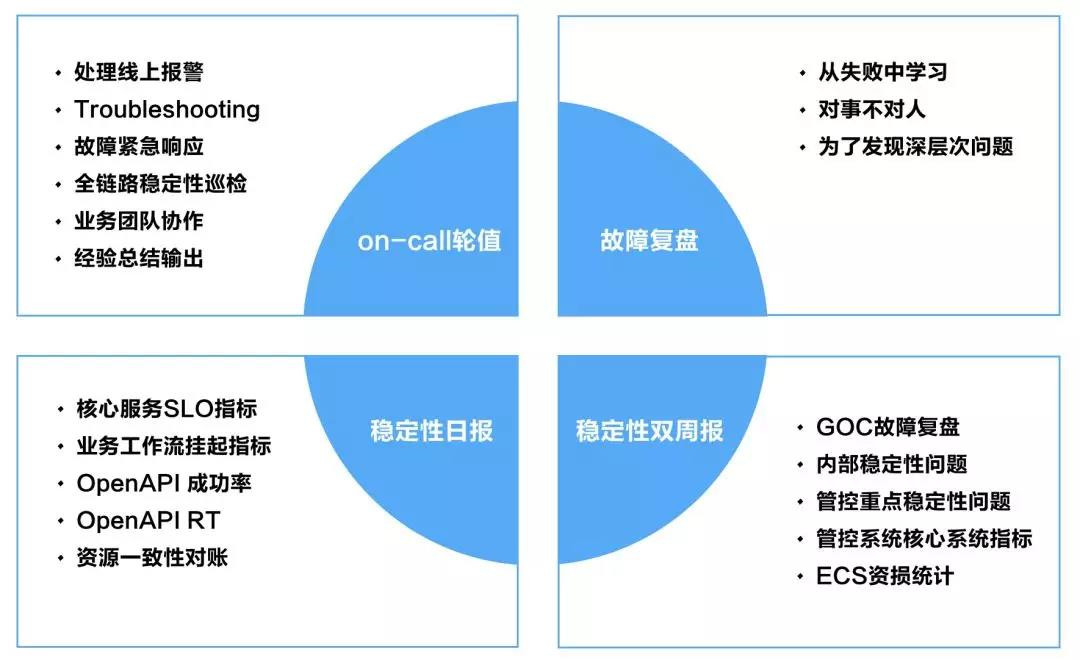 · 处理线上报警
· Troubleshooting
· 故障紧急响应
· 全链路稳定性巡检
· 业务团队协作
· 经验总结输出
on-call轮值
· 从失败中学习
· 对事不对人
· 为了发现深层次问题
故障复盘
· 核心服务SLO指标
· 业务工作流挂起指标
· OpenAPI 成功率
· OpenAPI RT
· 资源一致性对账
稳定性日报
稳定性双周报
· GOC故障复盘
· 内部稳定性问题
· 管控重点稳定性问题
· 管控系统核心系统指标
· ECS资损统计